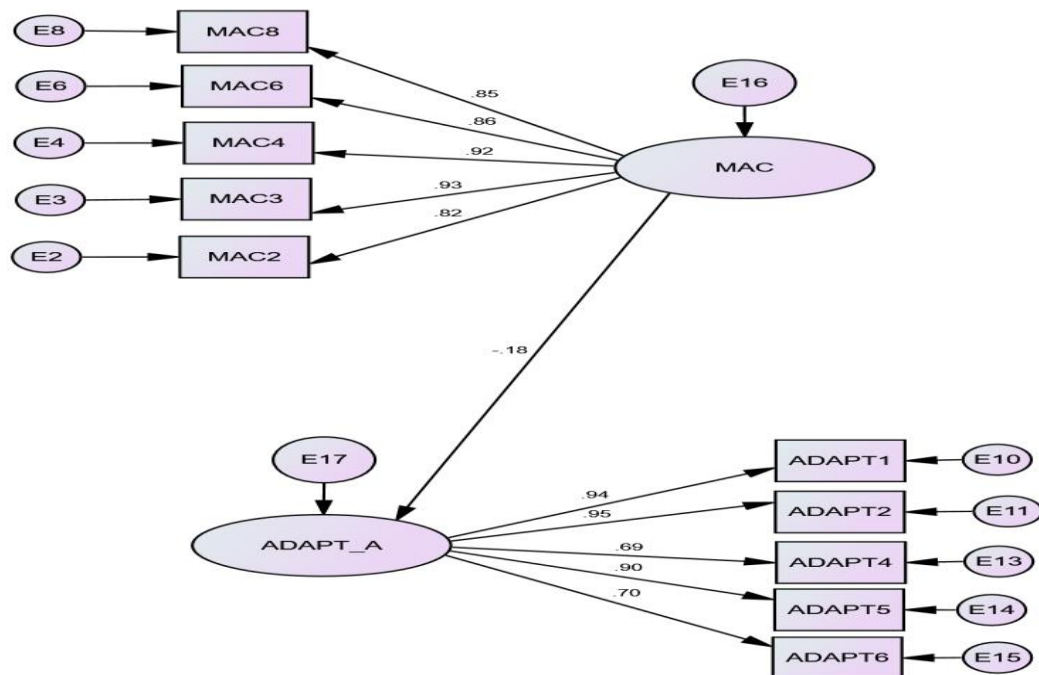 E8
MAC8
E6
MAC6
E4
MAC4
E3
MAC3
E2
MAC2
.85
.86
.92
.93
.82
E16
MAC
-.18
E17
ADAPT_A
.94
.95
.69
.90
.70
ADAPT1
E10
ADAPT2
E11
ADAPT4
E13
ADAPT5
E14
ADAPT6
E15